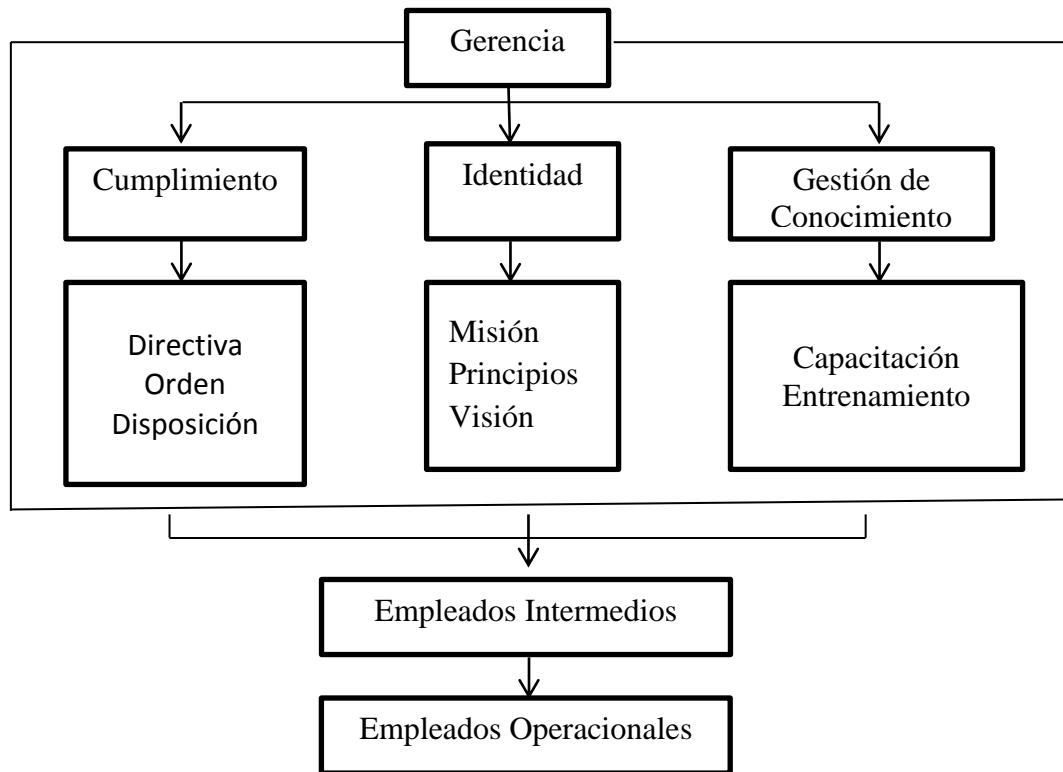 Gerencia
Cumplimiento
Identidad
Gestión de
Conocimiento
Directiva
Orden
Disposición
Misión
Principios
Visión
Capacitación
Entrenamiento
Empleados Intermedios
Empleados Operacionales